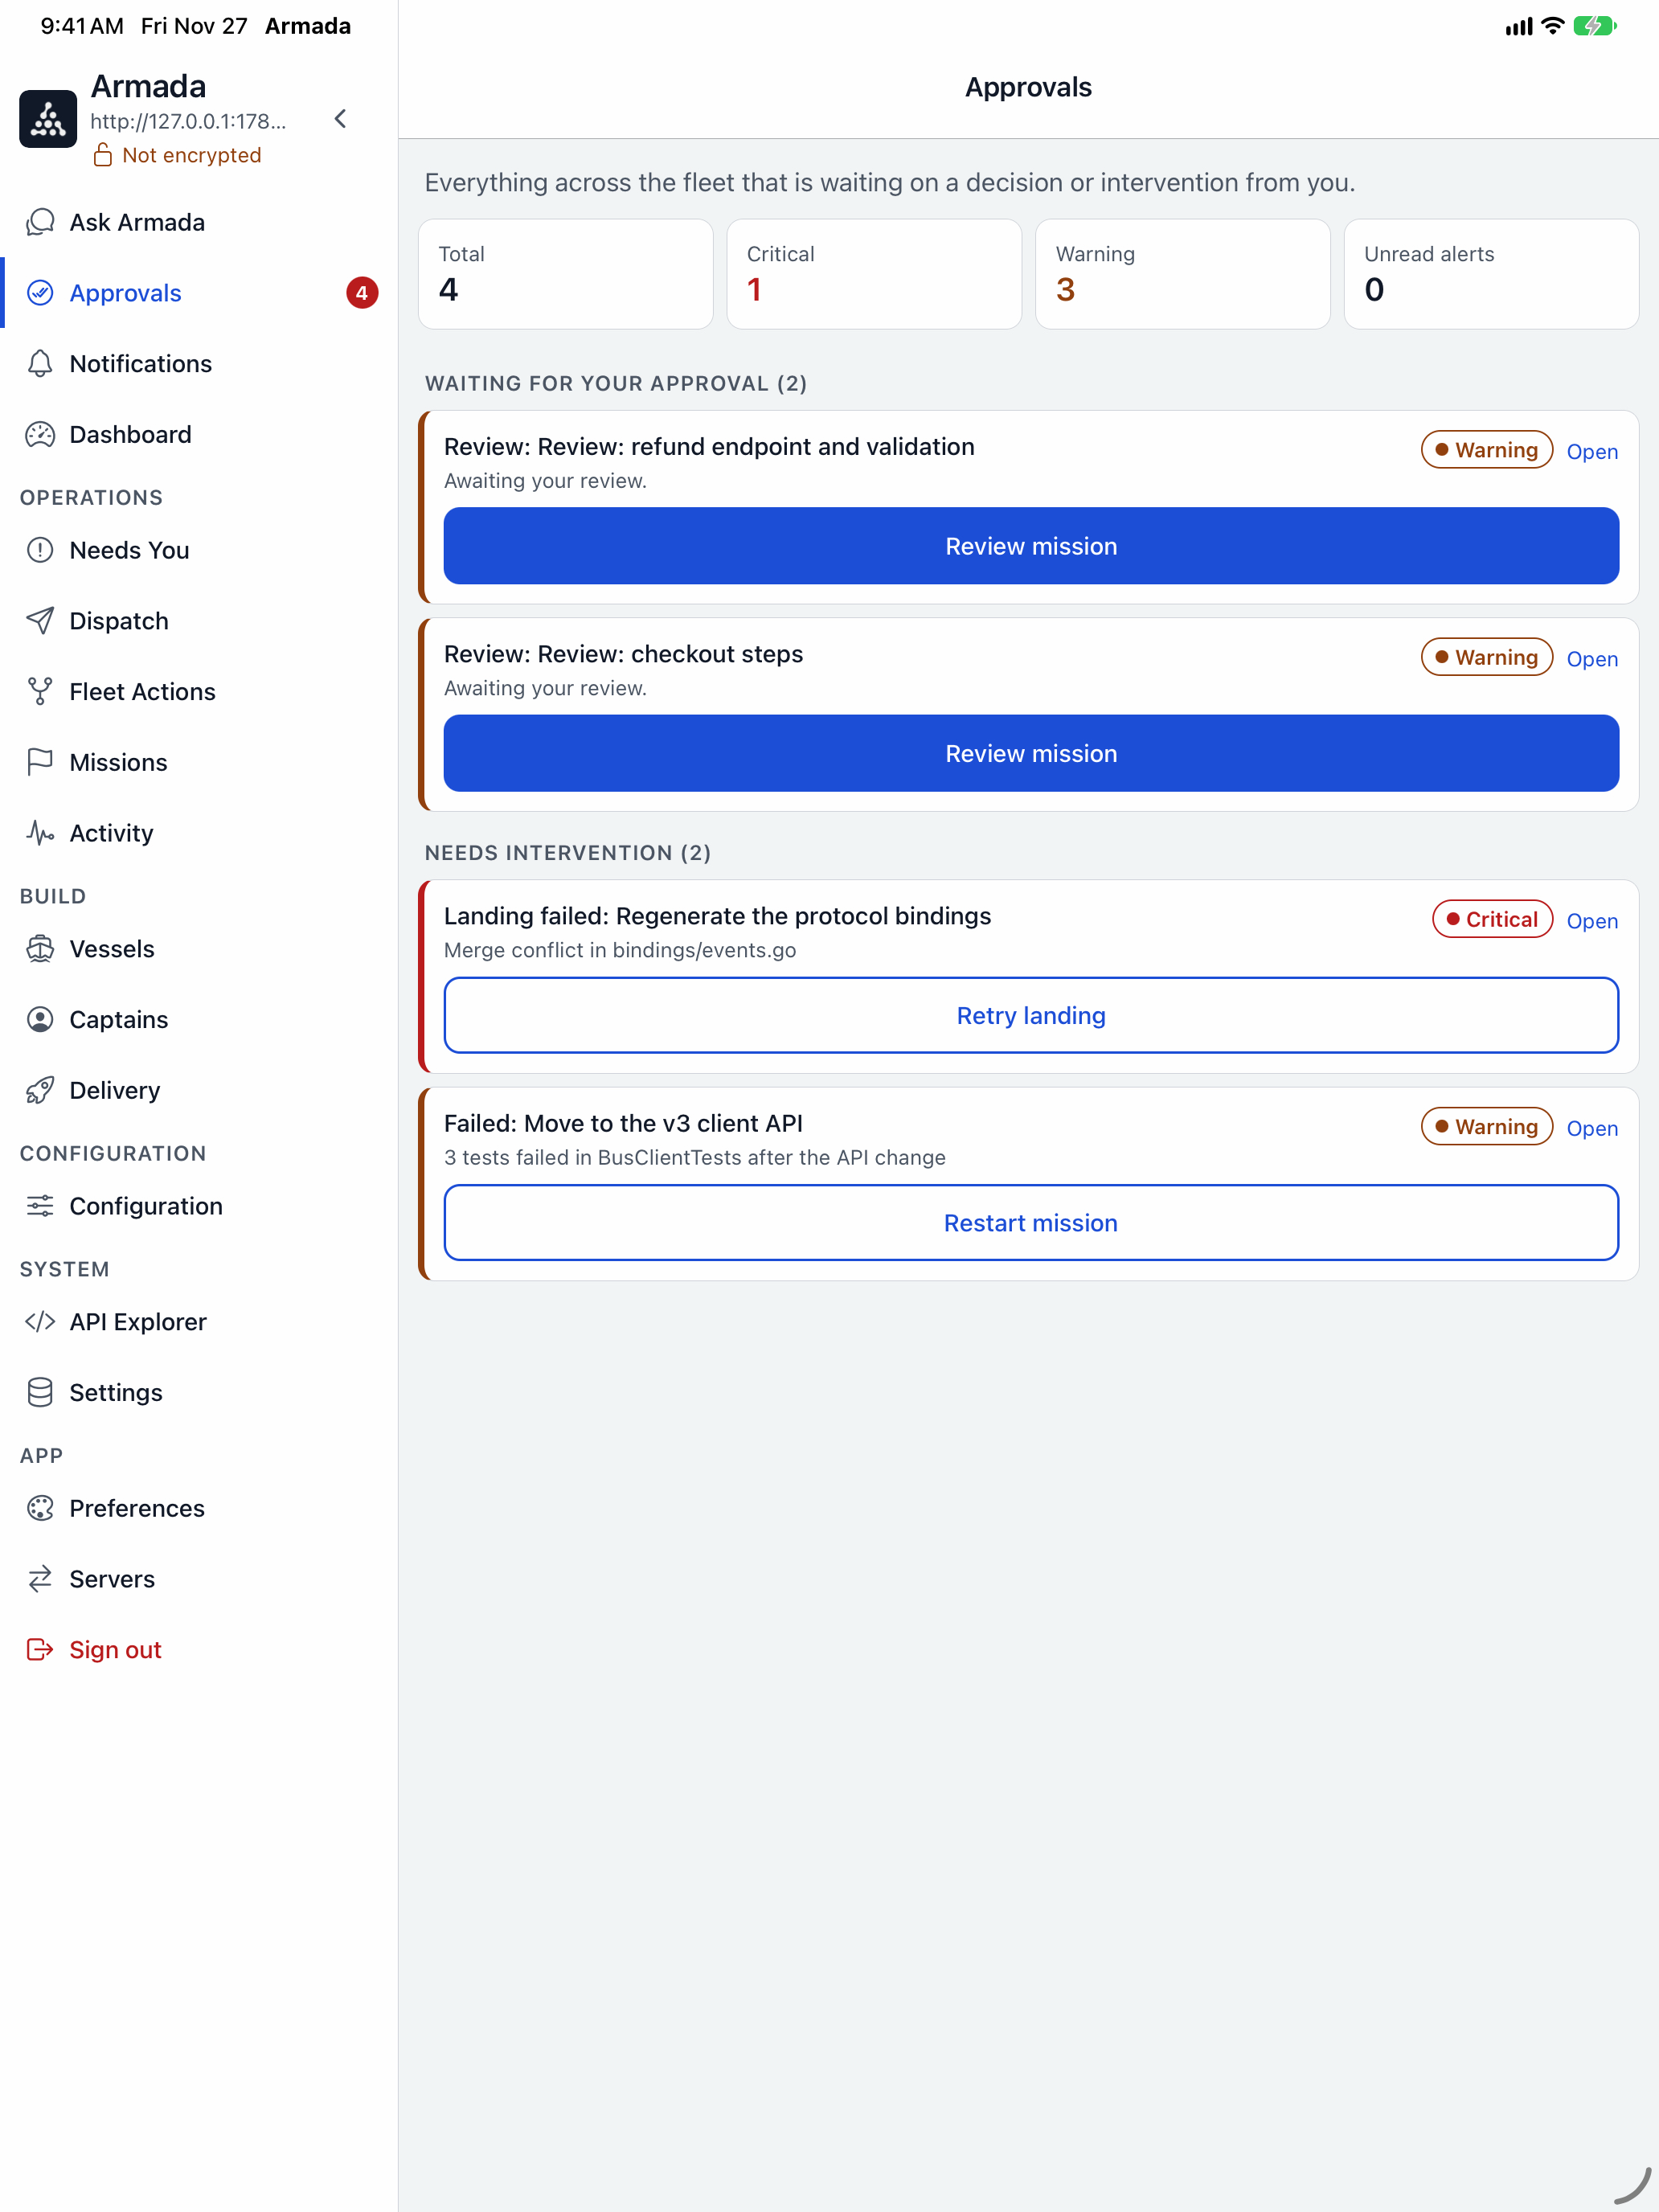 9:41 AM Fri Nov 27 Armada
Armada
http://127.0.0.1:178...
Not encrypted
Ask Armada
Approvals 4
Notifications
Dashboard
OPERATIONS
Needs You
Dispatch
Fleet Actions
Missions
Activity
BUILD
Vessels
Captains
Delivery
CONFIGURATION
Configuration
SYSTEM
API Explorer
Settings
APP
Preferences
Servers
Sign out
Approvals
Everything across the fleet that is waiting on a decision or intervention from you.
Total
4
Critical
1
Warning
3
Unread alerts
0
WAITING FOR YOUR APPROVAL (2)
Review: Review: refund endpoint and validation
Warning Open
Awaiting your review.
Review mission
Review: Review: checkout steps
Warning Open
Awaiting your review.
Review mission
NEEDS INTERVENTION (2)
Landing failed: Regenerate the protocol bindings
Critical Open
Merge conflict in bindings/events.go
Retry landing
Failed: Move to the v3 client API
Warning Open
3 tests failed in BusClientTests after the API change
Restart mission